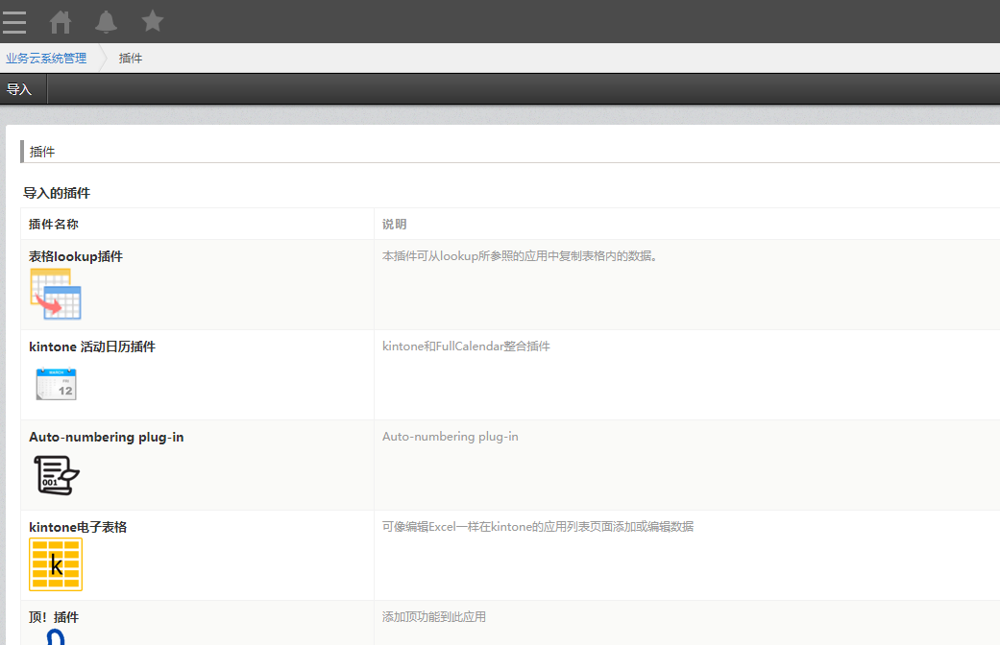 业务云系统管理 插件
导入
插件
导入的插件
插件名称 说明
表格lookup插件 本插件可从lookup所参照的应用中复制表格内的数据。
kintone 活动日历插件 kintone和FullCalendar整合插件
MARCH
FRI
12
Auto-numbering plug-in Auto-numbering plug-in
001
kintone电子表格 可像编辑Excel一样在kintone的应用列表页面添加或编辑数据
k
顶！插件 添加顶功能到此应用